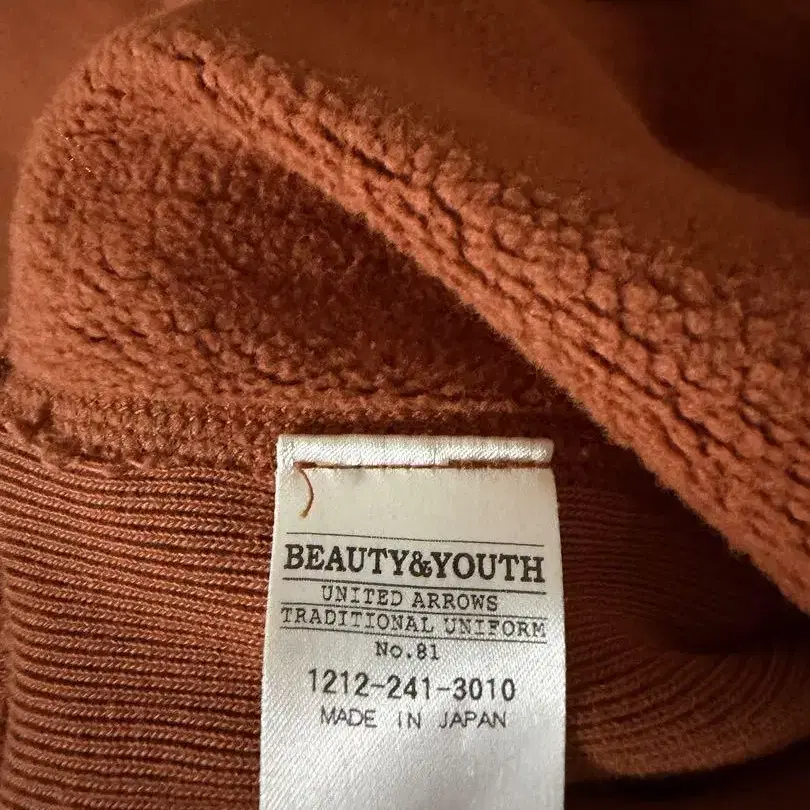 BEAUTY&YOUTH
UNITED ARROWS
TRADITIONAL UNIFORM
No.81
1212-241-3010
MADE IN JAPAN